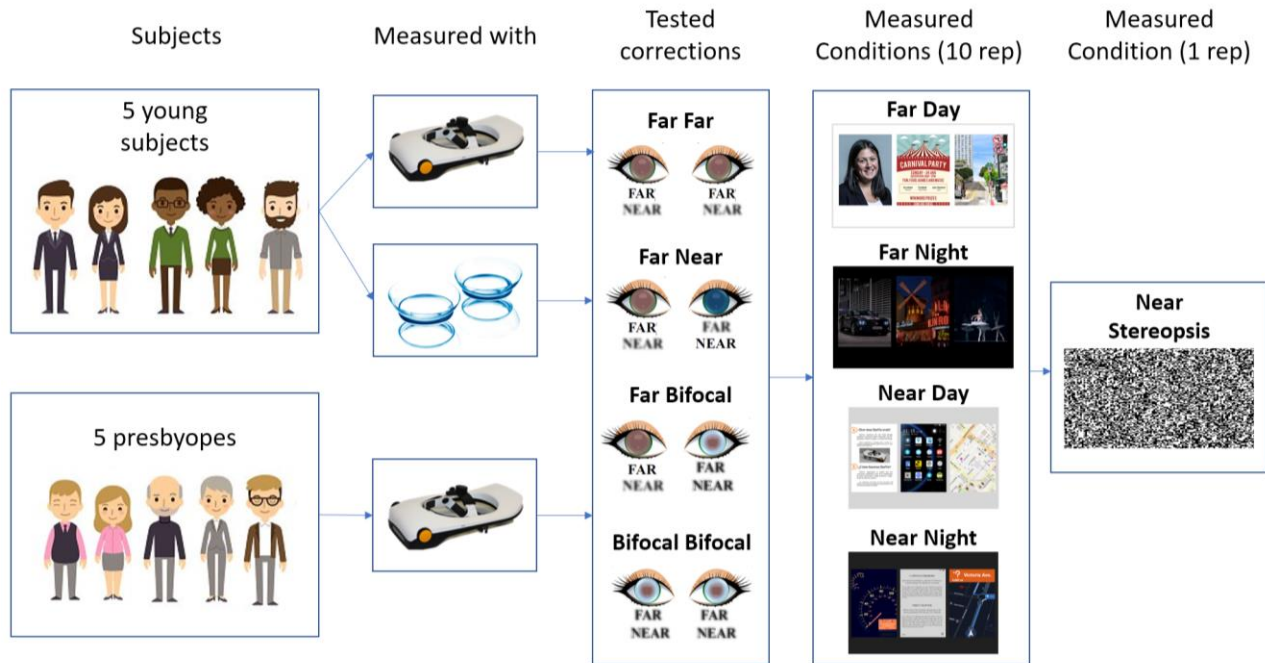 Subjects
Measured with
Tested
corrections
Measured
Conditions (10 rep)
Measured
Condition (1 rep)
5 young
subjects
5 presbyopes
Far Far
FAR
NEAR
FAR
NEAR
Far Near
FAR
NEAR
FAR
NEAR
Far Bifocal
FAR
NEAR
FAR
NEAR
Bifocal Bifocal
FAR
NEAR
FAR
NEAR
Far Day
CARNIVAL PARTY
Far Night
Near Day
Near Night
Victoria Ave.
Near
Stereopsis